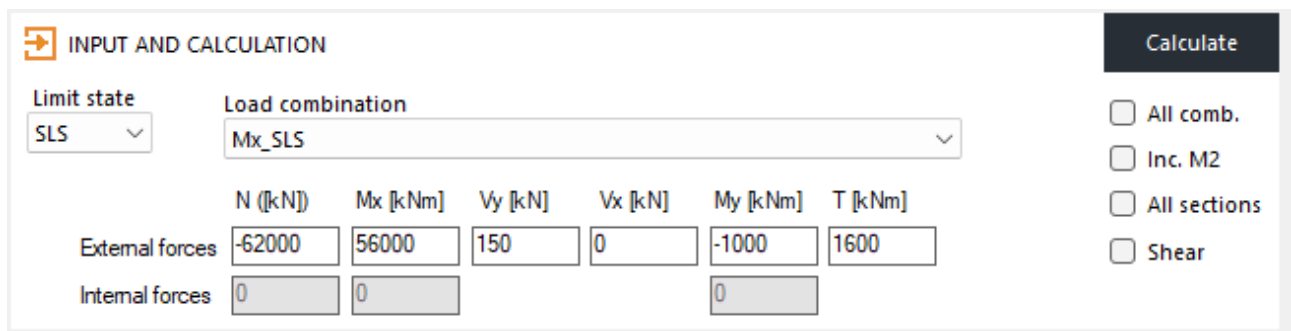 INPUT AND CALCULATION
Calculate
Limit state
Load combination
SLS
Mx_SLS
All comb.
Inc. M2
All sections
Shear
N ([kN]) Mx [kNm] Vy [kN] Vx [kN] My [kNm] T [kNm]
External forces -62000 56000 150 0 -1000 1600
Internal forces 0 0 0